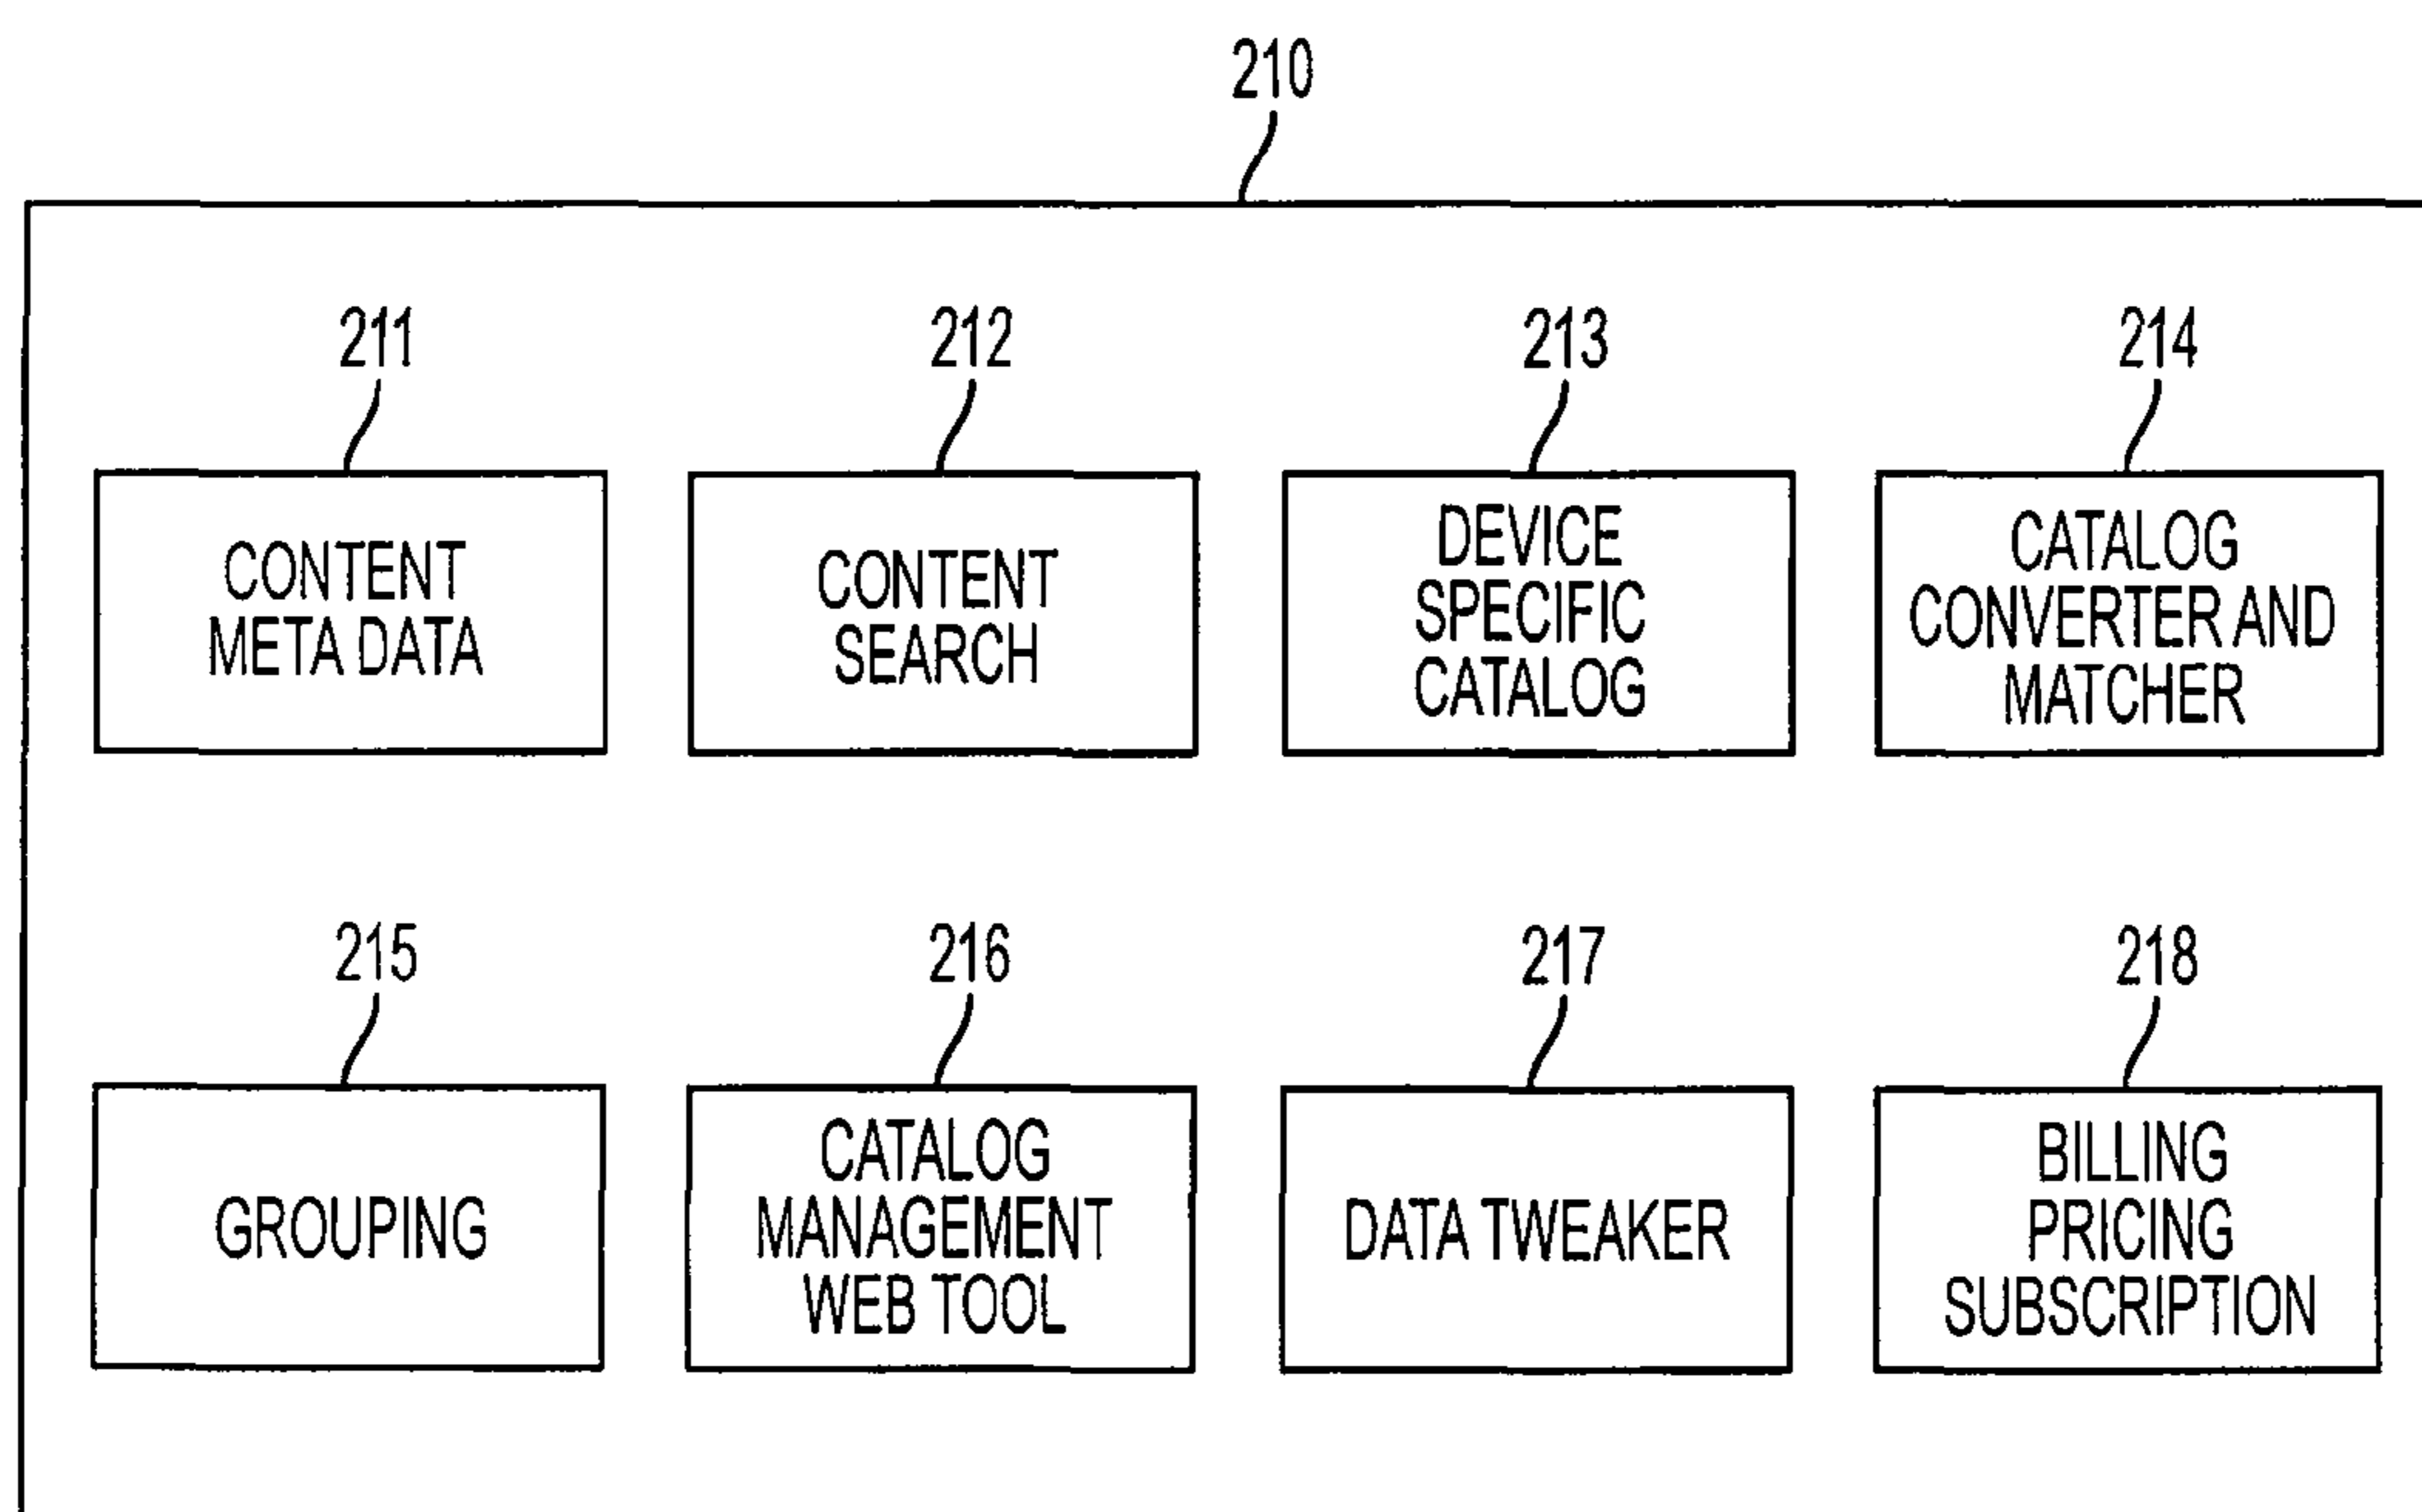 210
211
212
213
214
CONTENT
META DATA
CONTENT
SEARCH
DEVICE
SPECIFIC
CATALOG
CATALOG
CONVERTER AND
MATCHER
215
216
217
218
GROUPING
CATALOG
MANAGEMENT
WEB TOOL
DATA TWEAKER
BILLING
PRICING
SUBSCRIPTION